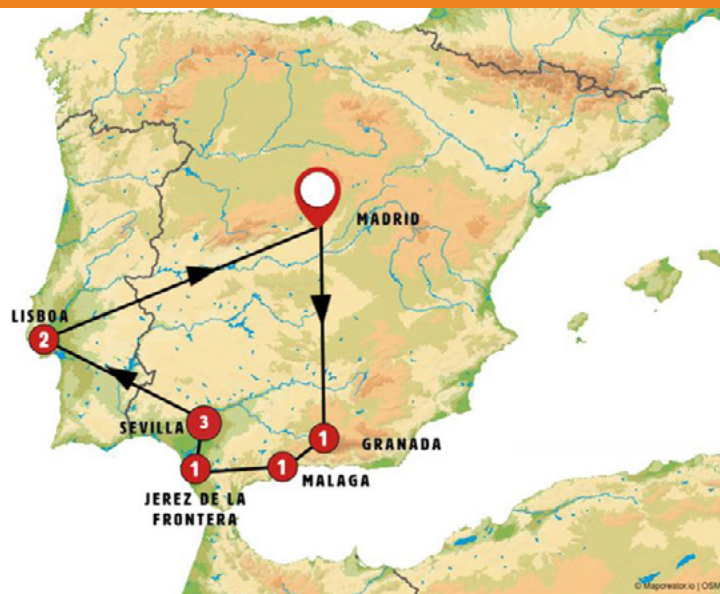 MADRID
LISBOA
2
SEVILLA
3
1
GRANADA
1
MALAGA
1
JEREZ DE LA
FRONTERA
© Mapcreator.io | OSM